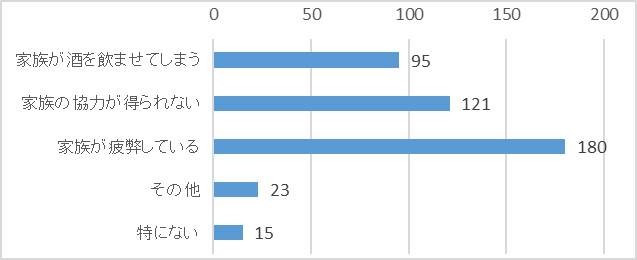 0 50 100 150 200
家族が酒を飲ませてしまう 95
家族の協力が得られない 121
家族が疲弊している 180
その他 23
特にない 15